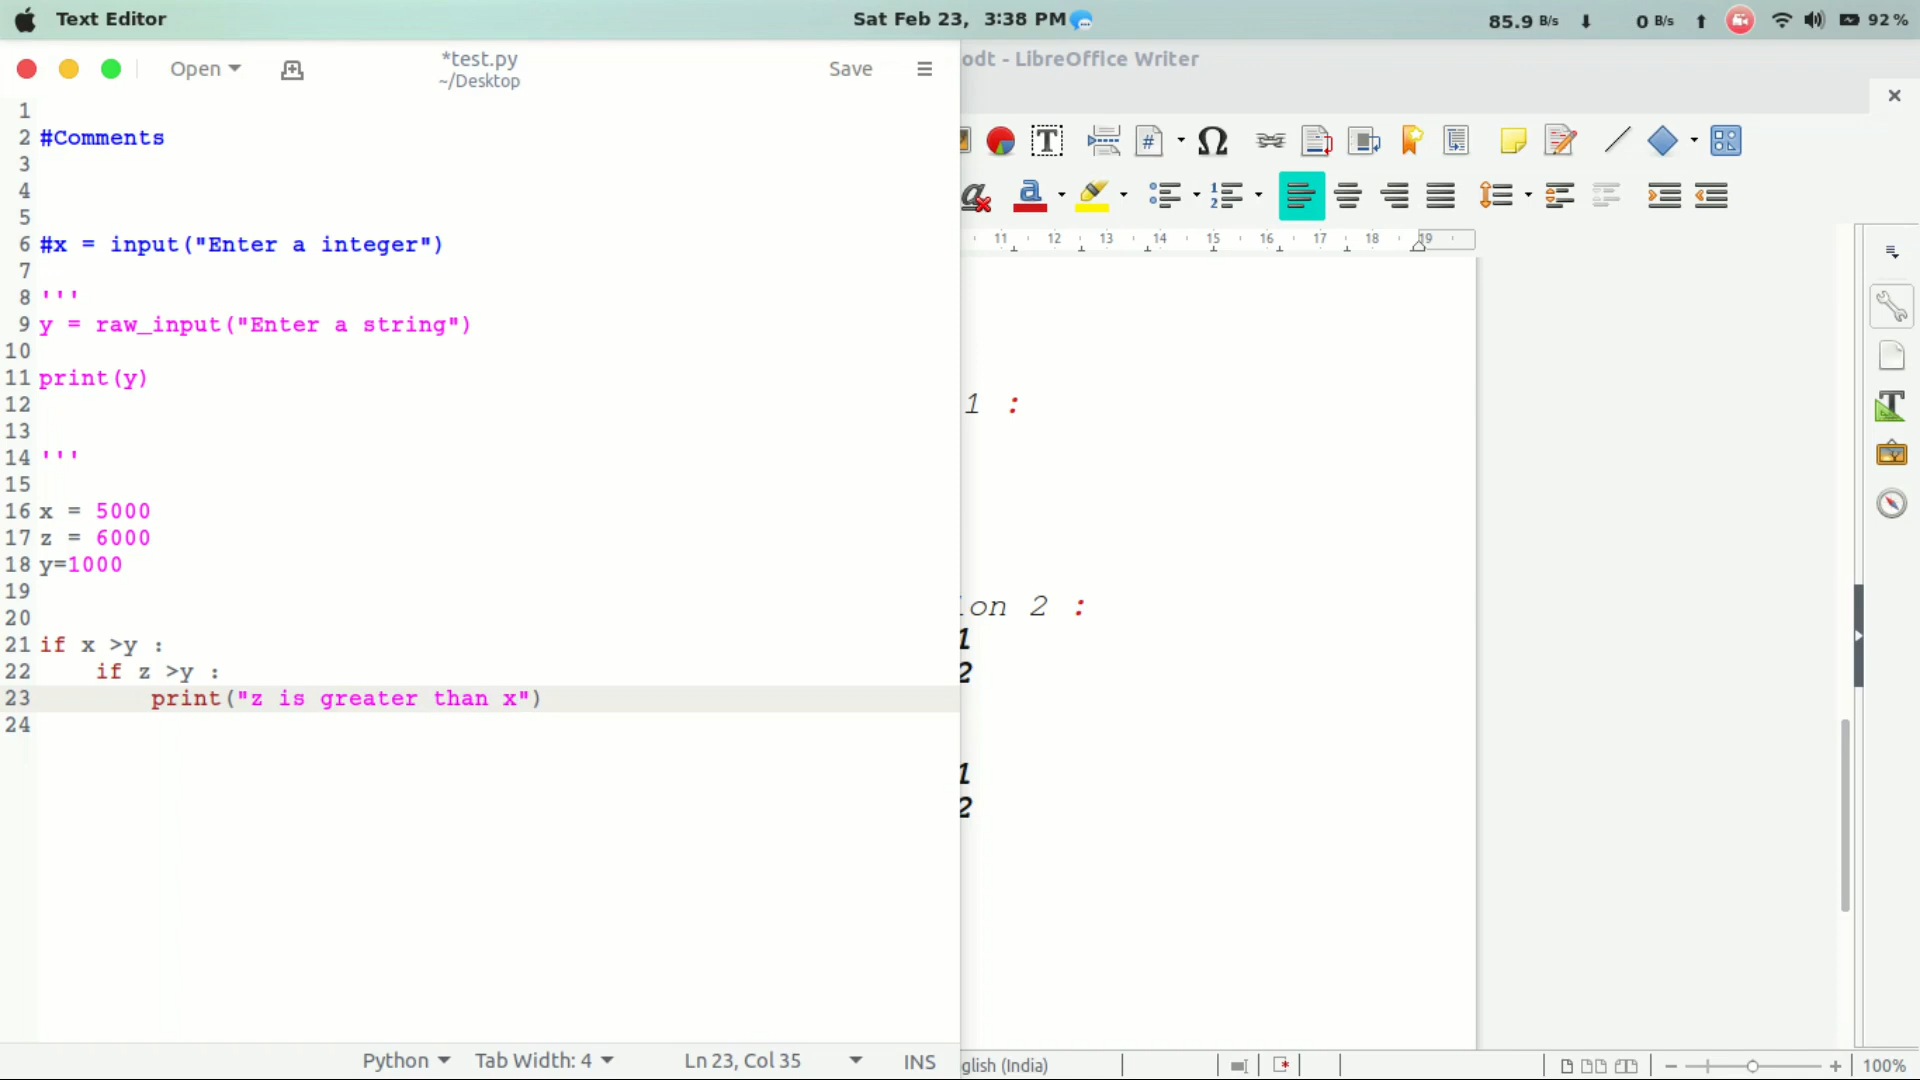 Text Editor
Sat Feb 23, 3:38 PM
85.9 B/s
0 B/s
92 %
Open
*test.py
~/Desktop
Save
odt - LibreOffice Writer
1
2 #Comments
3
4
5
6 #x = input("Enter a integer")
7
8 '''
9 y = raw_input("Enter a string")
10
11 print(y)
12
13
14 '''
15
16 x = 5000
17 z = 6000
18 y=1000
19
20
21 if x >y :
22 if z >y :
23 print("z is greater than x")
24
11 12 13 14 15 16 17 18 19
1 :
ion 2 :
1
2
1
2
Python
Tab Width: 4
Ln 23, Col 35
INS
glish (India)
100%